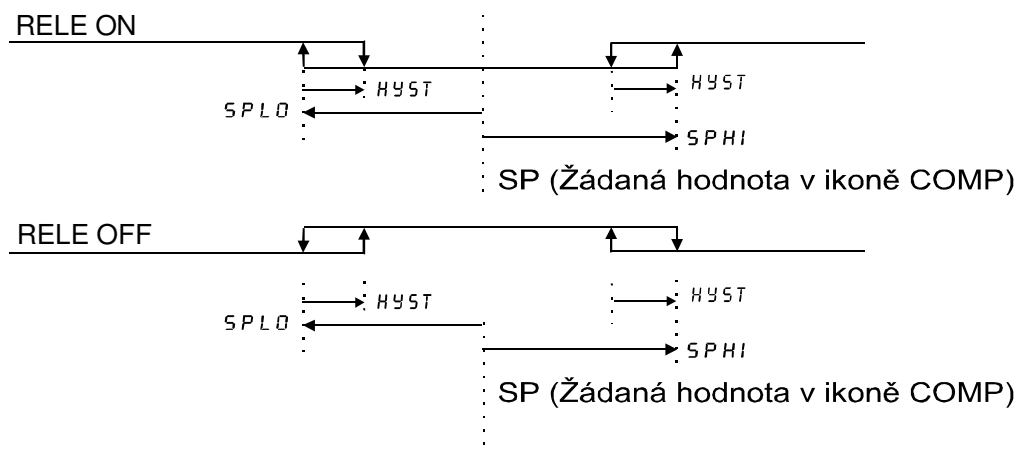 RELE ON
HYST
HYST
SPLO
SPHI
SP (Žádaná hodnota v ikoně COMP)
RELE OFF
HYST
HYST
SPLO
SPHI
SP (Žádaná hodnota v ikoně COMP)